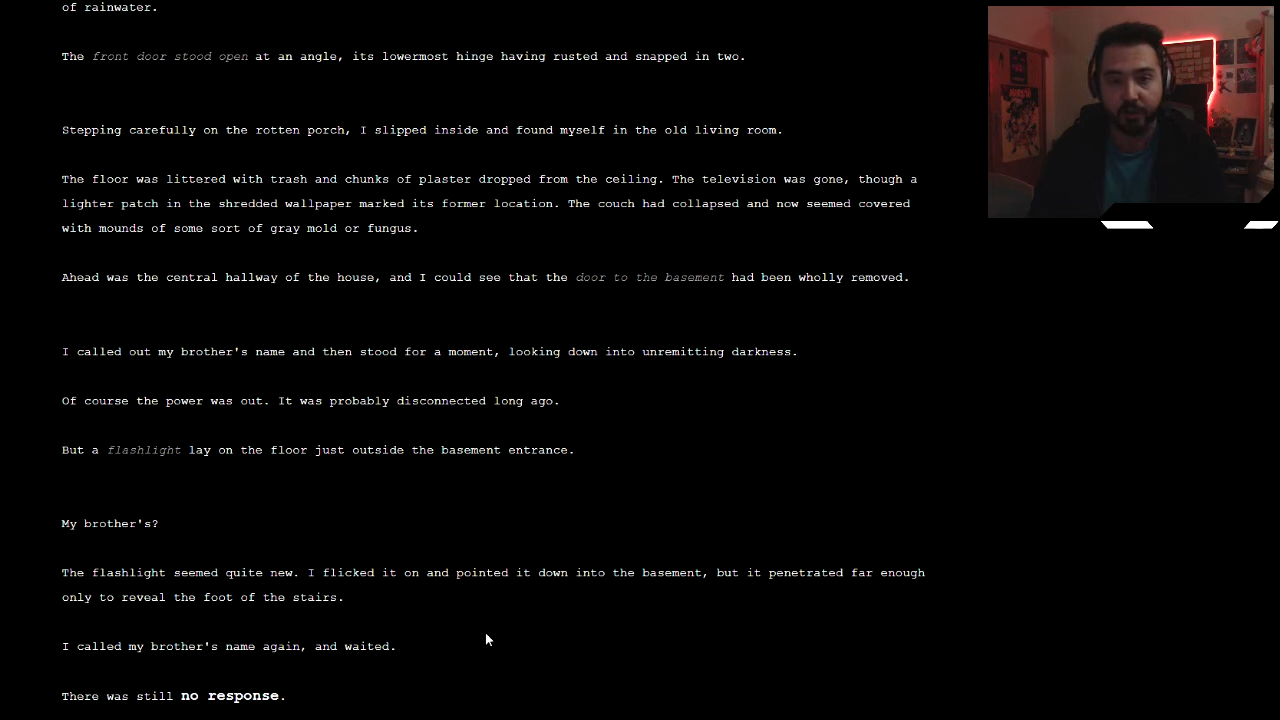 of rainwater.
The front door stood open at an angle, its lowermost hinge having rusted and snapped in two.
Stepping carefully on the rotten porch, I slipped inside and found myself in the old living room.
The floor was littered with trash and chunks of plaster dropped from the ceiling. The television was gone, though a
lighter patch in the shredded wallpaper marked its former location. The couch had collapsed and now seemed covered
with mounds of some sort of gray mold or fungus.
Ahead was the central hallway of the house, and I could see that the door to the basement had been wholly removed.
I called out my brother's name and then stood for a moment, looking down into unremitting darkness.
Of course the power was out. It was probably disconnected long ago.
But a flashlight lay on the floor just outside the basement entrance.
My brother's?
The flashlight seemed quite new. I flicked it on and pointed it down into the basement, but it penetrated far enough
only to reveal the foot of the stairs.
I called my brother's name again, and waited.
There was still no response.